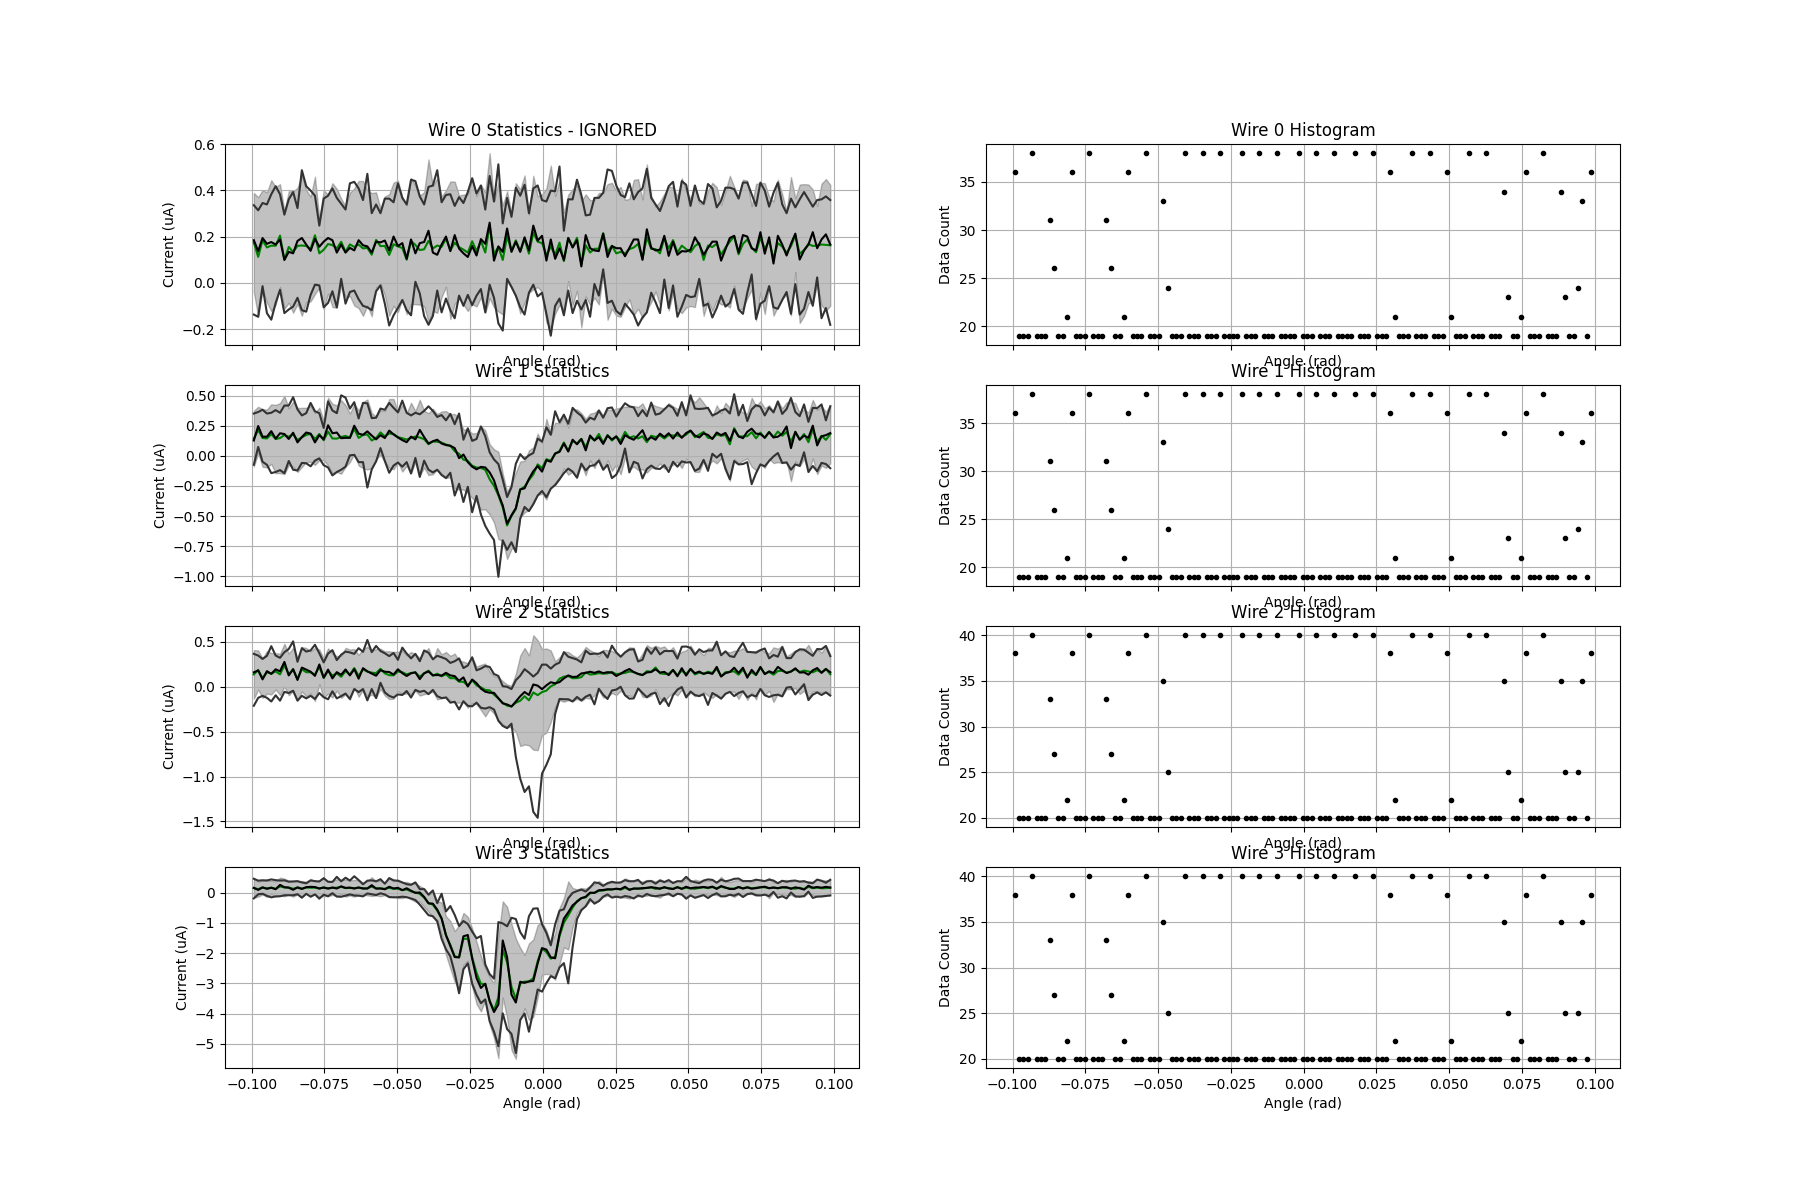 Wire 0 Statistics - IGNORED
Current (uA)
0.6
0.4
0.2
0.0
−0.2
Angle (rad)
Wire 0 Histogram
Data Count
35
30
25
20
Angle (rad)
Wire 1 Statistics
Current (uA)
0.50
0.25
0.00
−0.25
−0.50
−0.75
−1.00
Angle (rad)
Wire 1 Histogram
Data Count
35
30
25
20
Angle (rad)
Wire 2 Statistics
Current (uA)
0.5
0.0
−0.5
−1.0
−1.5
Angle (rad)
Wire 2 Histogram
Data Count
40
35
30
25
20
Angle (rad)
Wire 3 Statistics
Current (uA)
0
−1
−2
−3
−4
−5
−0.100 −0.075 −0.050 −0.025 0.000 0.025 0.050 0.075 0.100
Angle (rad)
Wire 3 Histogram
Data Count
40
35
30
25
20
−0.100 −0.075 −0.050 −0.025 0.000 0.025 0.050 0.075 0.100
Angle (rad)